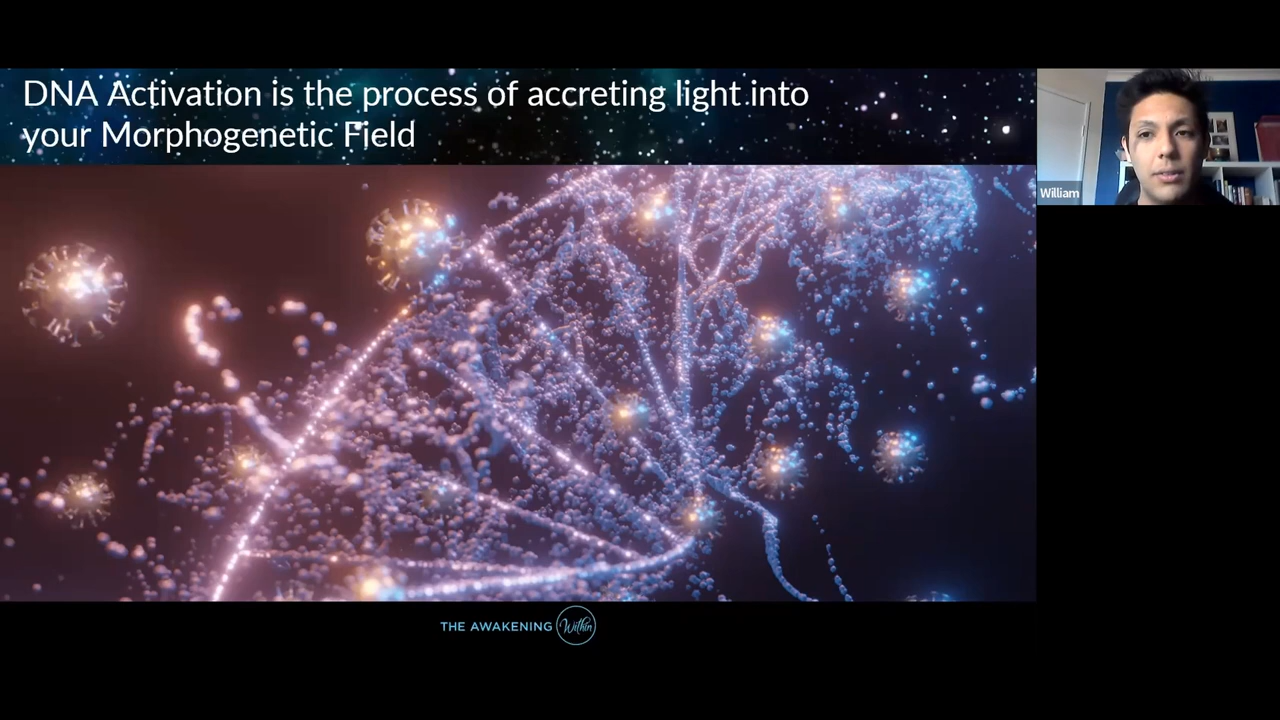 DNA Activation is the process of accreting light into
your Morphogenetic Field
William
THE AWAKENING Within